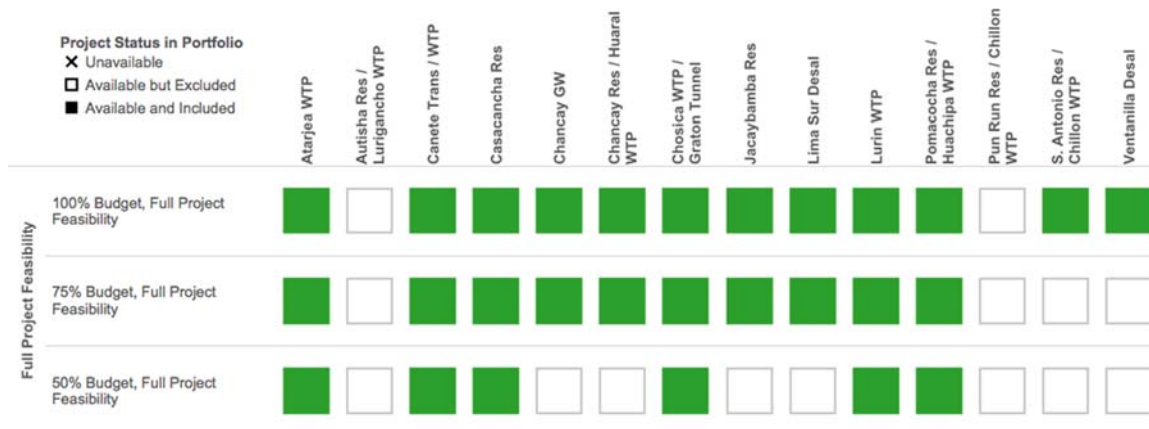 Project Status in Portfolio
Unavailable
Available but Excluded
Available and Included
Atarjea WTP
Autisha Res /
Lurigancho WTP
Canete Trans / WTP
Casacancha Res
Chancay GW
Chancay Res / Huaral
WTP
Chosica WTP /
Graton Tunnel
Jacaybamba Res
Lima Sur Desal
Lurin WTP
Pomacocha Res /
Huachipa WTP
Pun Run Res / Chillon
WTP
S. Antonio Res /
Chillon WTP
Ventanilla Desal
Full Project Feasibility
100% Budget, Full Project
Feasibility
75% Budget, Full Project
Feasibility
50% Budget, Full Project
Feasibility